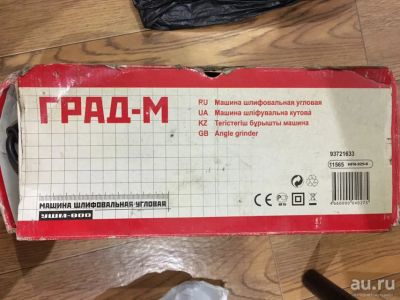 ГРАД-М
RU Машина шлифовальная угловая
UA Машина шліфувальна кутова
KZ Тегістегіш бұрышты машина
GB Angle grinder
93721633
11565
МАШИНА ШЛИФОВАЛЬНАЯ УГЛОВАЯ
УШМ-900
CE
au.ru